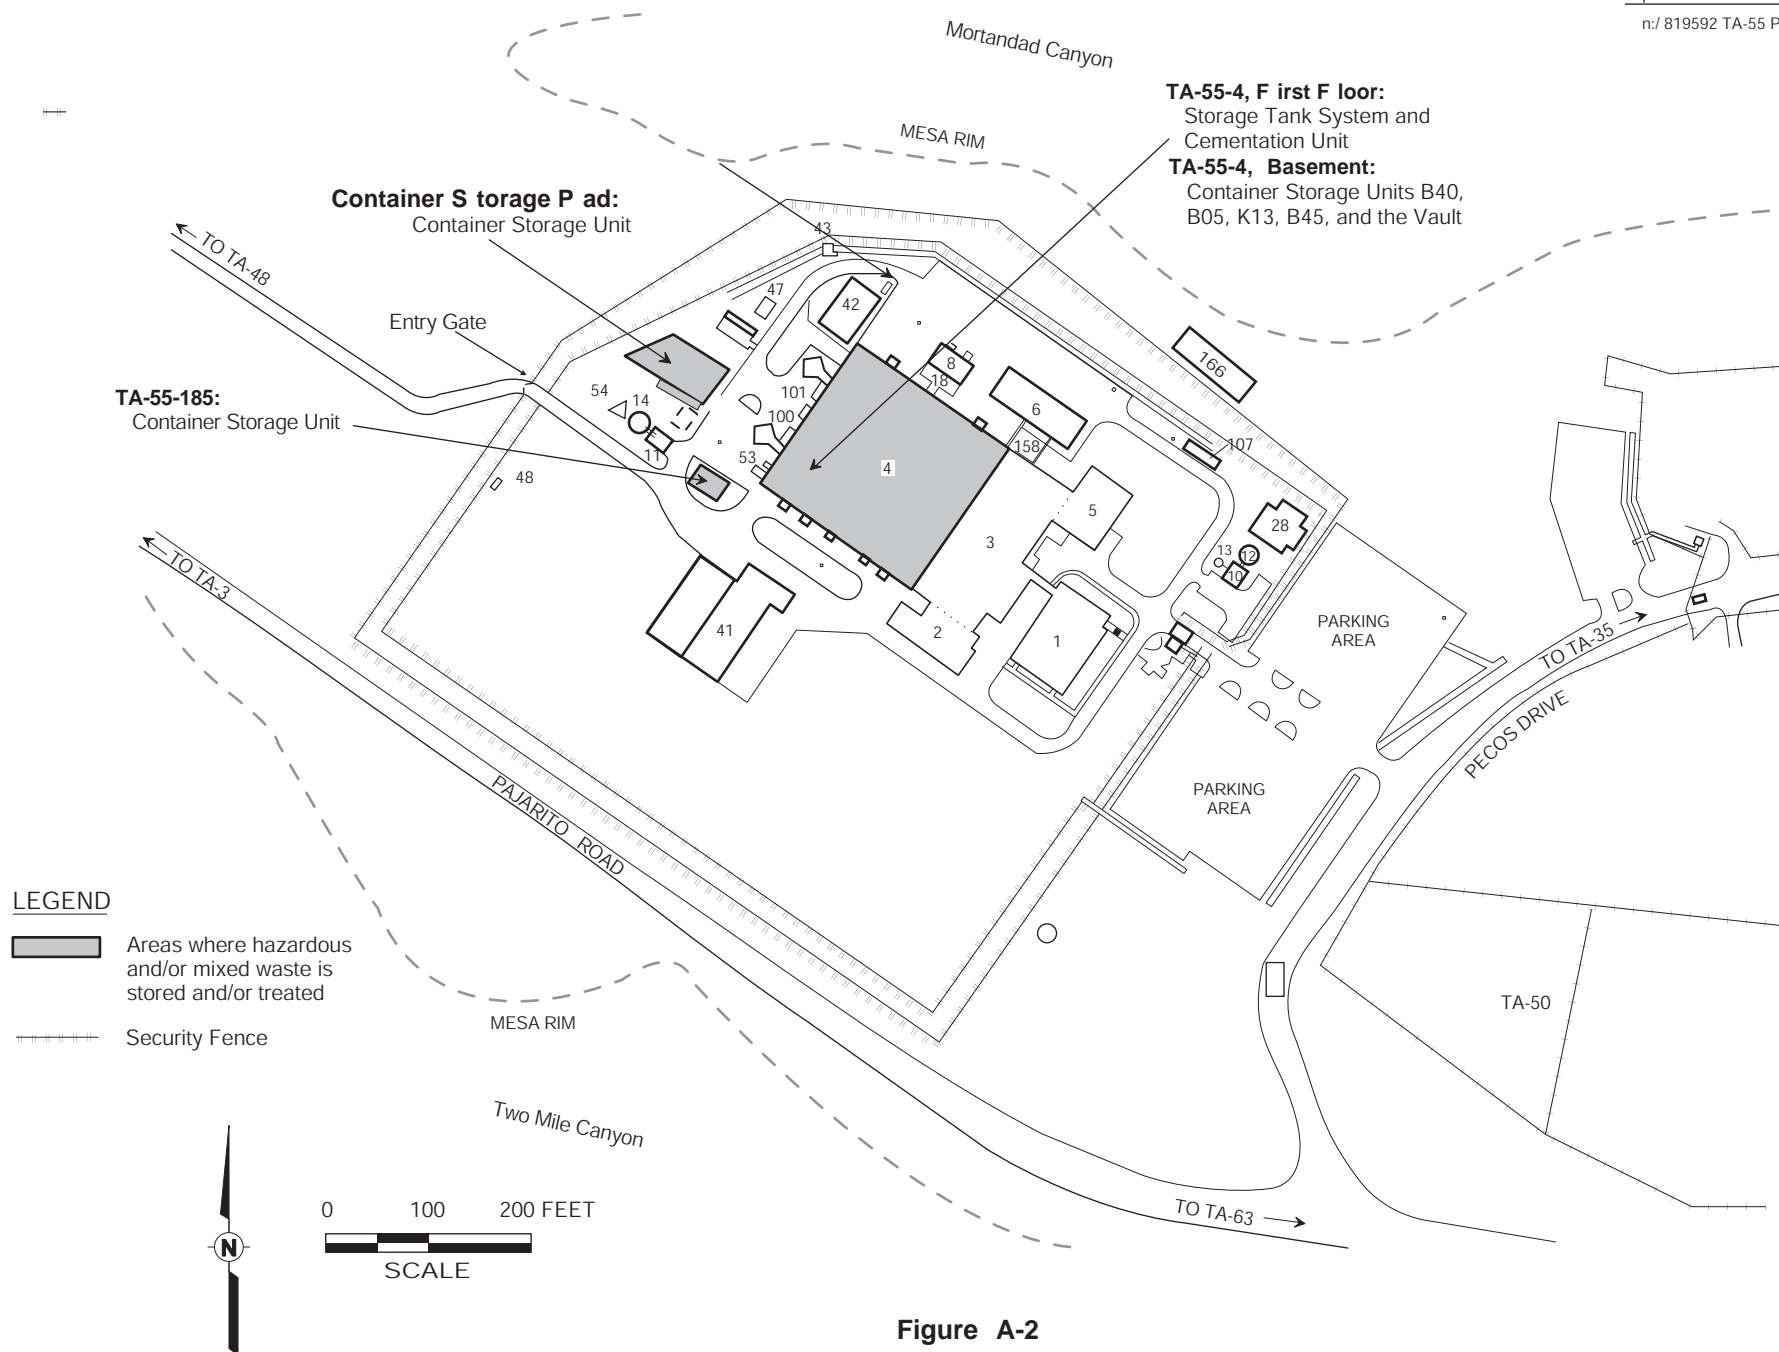 n:/ 819592 TA-55 P
Mortandad Canyon
TA-55-4, F irst F loor:
Storage Tank System and
Cementation Unit
TA-55-4, Basement:
Container Storage Units B40,
B05, K13, B45, and the Vault
MESA RIM
Container S torage P ad:
Container Storage Unit
TO TA-48
Entry Gate
TA-55-185:
Container Storage Unit
43
47
42
54
14
11
101
100
53
48
8
18
6
158
166
107
4
5
3
28
13
12
10
41
2
1
TO TA-3
PARKING
AREA
TO TA-35
PECOS DRIVE
PARKING
AREA
PAJARITO ROAD
LEGEND
Areas where hazardous
and/or mixed waste is
stored and/or treated
Security Fence
MESA RIM
TA-50
Two Mile Canyon
TO TA-63
N
0 100 200 FEET
SCALE
Figure A-2